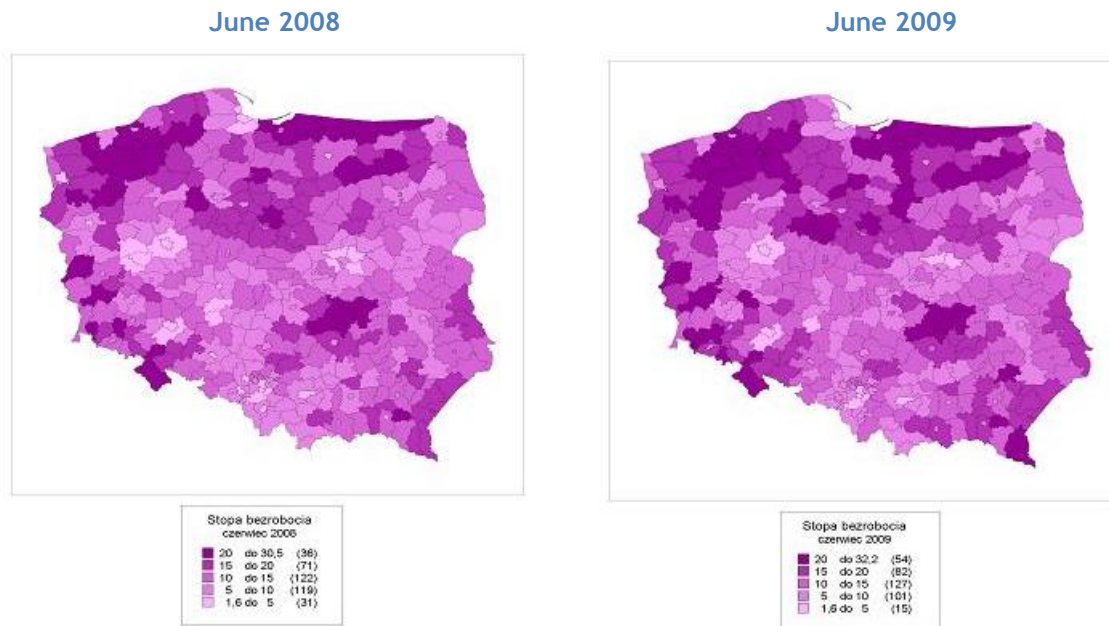 June 2008
June 2009
Stopa bezrobocia
czerwiec 2008
20 do 30,5 (36)
15 do 20 (71)
10 do 15 (122)
5 do 10 (119)
1,6 do 5 (31)
Stopa bezrobocia
czerwiec 2009
20 do 32,2 (54)
15 do 20 (82)
10 do 15 (127)
5 do 10 (101)
1,6 do 5 (15)